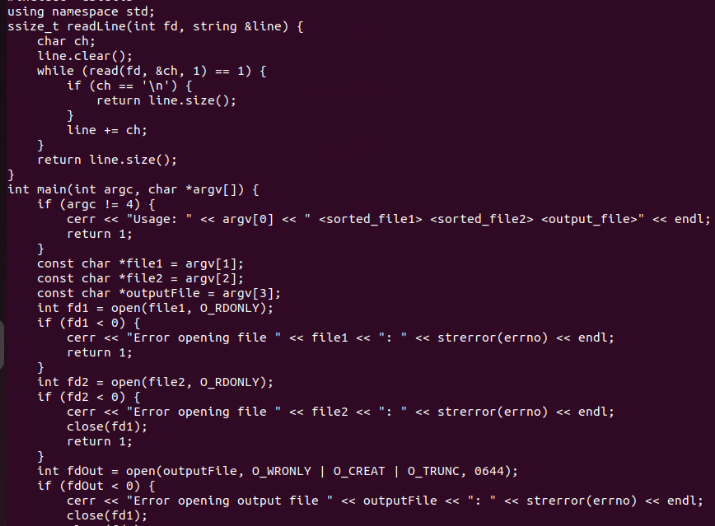 using namespace std;
ssize_t readLine(int fd, string &line) {
    char ch;
    line.clear();
    while (read(fd, &ch, 1) == 1) {
        if (ch == '\n') {
            return line.size();
        }
        line += ch;
    }
    return line.size();
}
int main(int argc, char *argv[]) {
    if (argc != 4) {
        cerr << "Usage: " << argv[0] << " <sorted_file1> <sorted_file2> <output_file>" << endl;
        return 1;
    }
    const char *file1 = argv[1];
    const char *file2 = argv[2];
    const char *outputFile = argv[3];
    int fd1 = open(file1, O_RDONLY);
    if (fd1 < 0) {
        cerr << "Error opening file " << file1 << ": " << strerror(errno) << endl;
        return 1;
    }
    int fd2 = open(file2, O_RDONLY);
    if (fd2 < 0) {
        cerr << "Error opening file " << file2 << ": " << strerror(errno) << endl;
        close(fd1);
        return 1;
    }
    int fdOut = open(outputFile, O_WRONLY | O_CREAT | O_TRUNC, 0644);
    if (fdOut < 0) {
        cerr << "Error opening output file " << outputFile << ": " << strerror(errno) << endl;
        close(fd1);